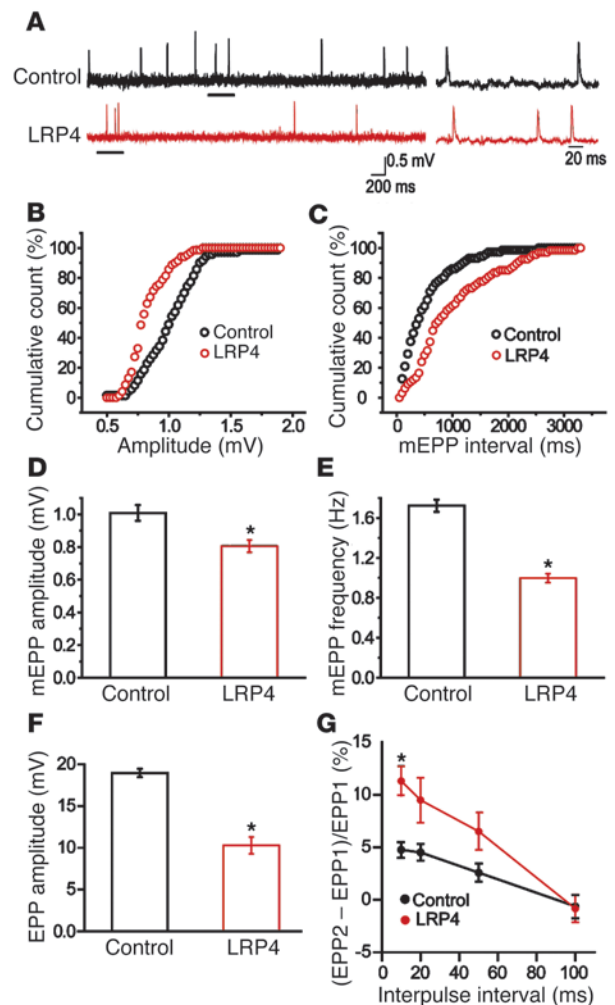 A
Control
LRP4
0.5 mV
200 ms
20 ms
B
Cumulative count (%)
100
80
60
40
20
0
Control
LRP4
0.5 1.0 1.5 2.0
Amplitude (mV)
C
Cumulative count (%)
100
80
60
40
20
0
Control
LRP4
0 1000 2000 3000
mEPP interval (ms)
D
mEPP amplitude (mV)
1.0
0.8
0.6
0.4
0.2
0.0
*
Control LRP4
E
mEPP frequency (Hz)
1.6
1.2
0.8
0.4
0.0
*
Control LRP4
F
EPP amplitude (mV)
20
10
0
*
Control LRP4
G
(EPP2 – EPP1)/EPP1 (%)
15
10
5
0
-5
*
Control
LRP4
20 40 60 80 100
Interpulse interval (ms)